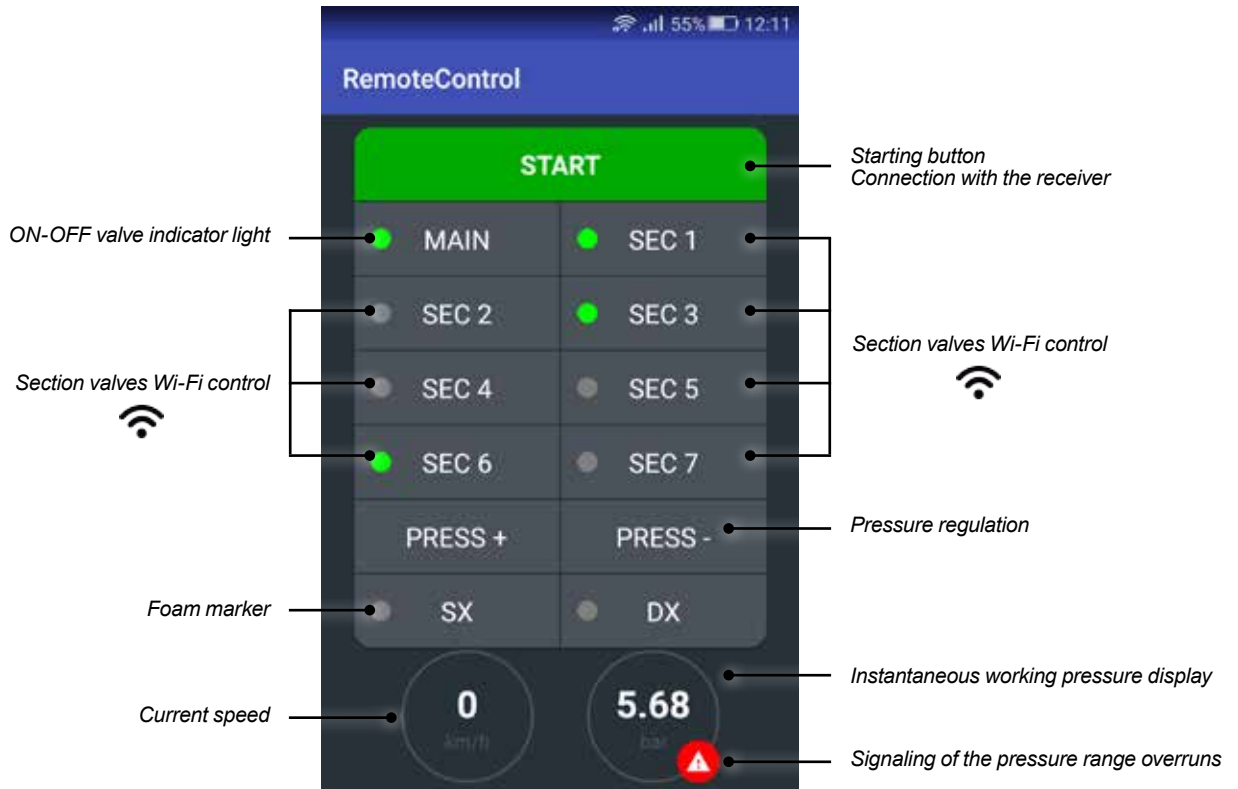 55% 12:11
RemoteControl
START
Starting button
Connection with the receiver
ON-OFF valve indicator light
MAIN
SEC 1
SEC 2
SEC 3
Section valves Wi-Fi control
Section valves Wi-Fi control
SEC 4
SEC 5
SEC 6
SEC 7
PRESS +
PRESS -
Pressure regulation
Foam marker
SX
DX
Instantaneous working pressure display
Current speed
0
km/h
5.68
bar
Signaling of the pressure range overruns